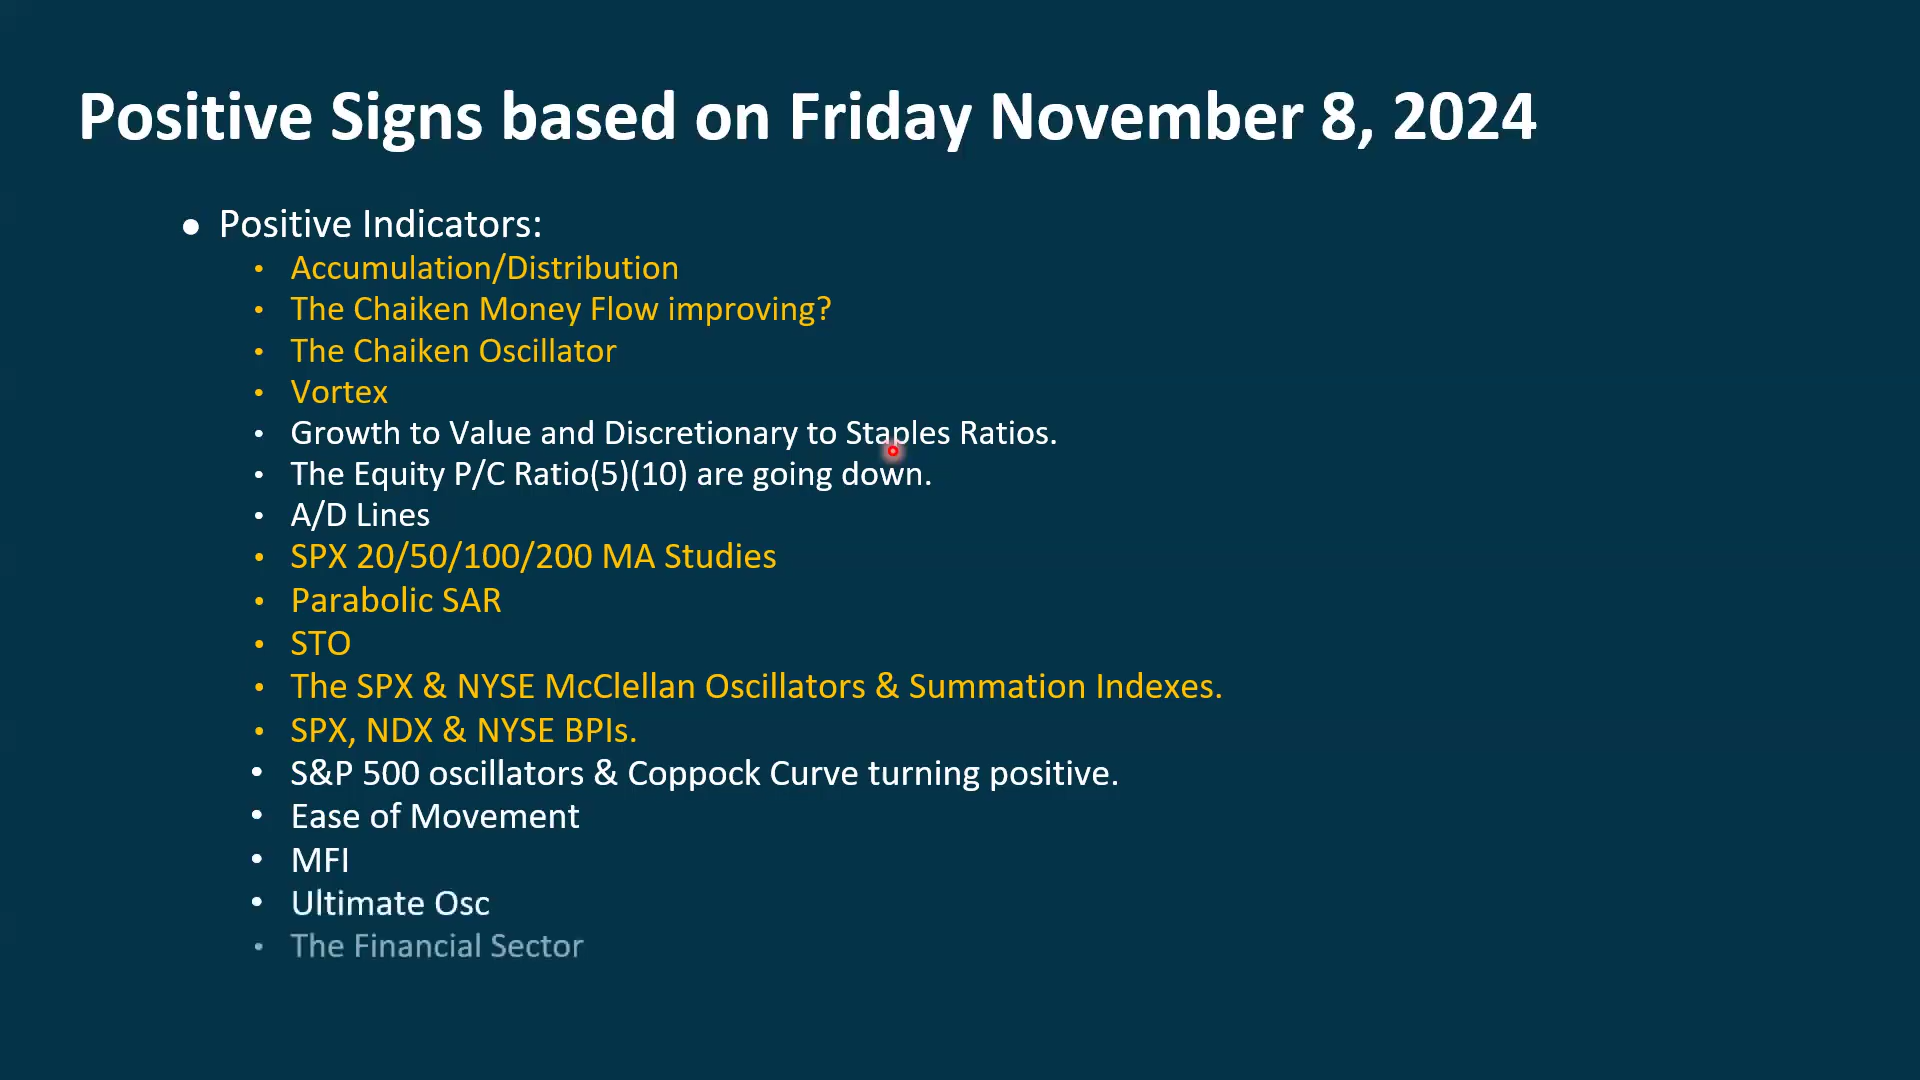 Positive Signs based on Friday November 8, 2024
● Positive Indicators:
• Accumulation/Distribution
• The Chaiken Money Flow improving?
• The Chaiken Oscillator
• Vortex
• Growth to Value and Discretionary to Staples Ratios.
• The Equity P/C Ratio(5)(10) are going down.
• A/D Lines
• SPX 20/50/100/200 MA Studies
• Parabolic SAR
• STO
• The SPX & NYSE McClellan Oscillators & Summation Indexes.
• SPX, NDX & NYSE BPIs.
• S&P 500 oscillators & Coppock Curve turning positive.
• Ease of Movement
• MFI
• Ultimate Osc
• The Financial Sector